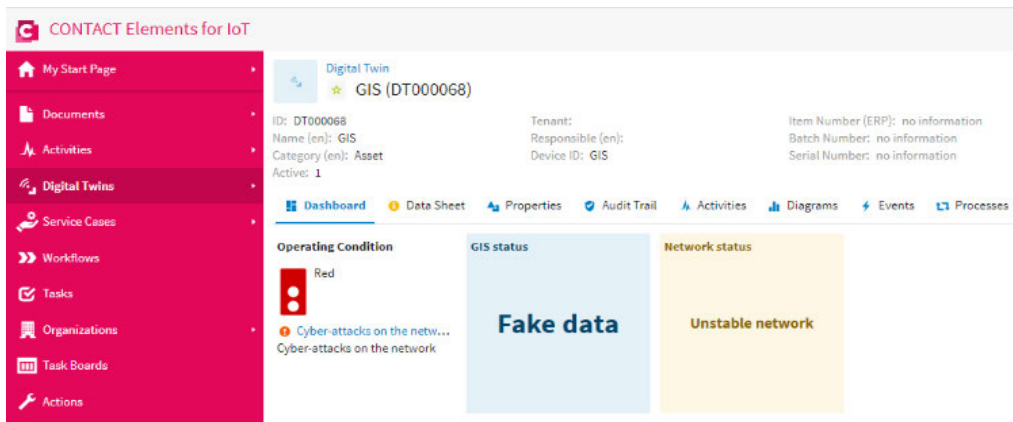 CONTACT Elements for IoT
My Start Page
Documents
Activities
Digital Twins
Service Cases
Workflows
Tasks
Organizations
Task Boards
Actions
Digital Twin
GIS (DT000068)
ID: DT000068
Name (en): GIS
Category (en): Asset
Active: 1
Tenant:
Responsible (en):
Device ID: GIS
Item Number (ERP): no information
Batch Number: no information
Serial Number: no information
Dashboard Data Sheet Properties Audit Trail Activities Diagrams Events Processes
Operating Condition
Red
Cyber-attacks on the netw...
Cyber-attacks on the network
GIS status
Fake data
Network status
Unstable network